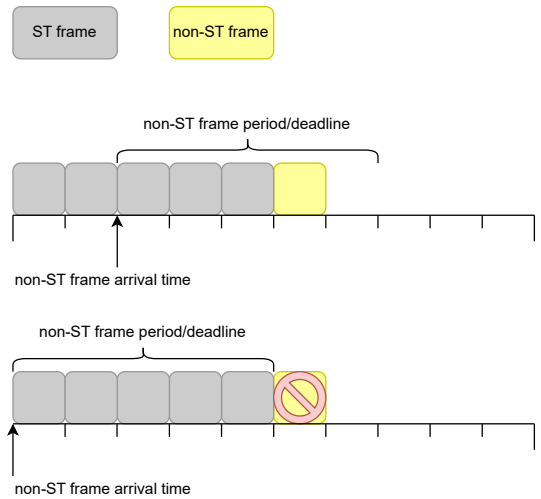 ST frame
non-ST frame
non-ST frame period/deadline
non-ST frame arrival time
non-ST frame period/deadline
non-ST frame arrival time